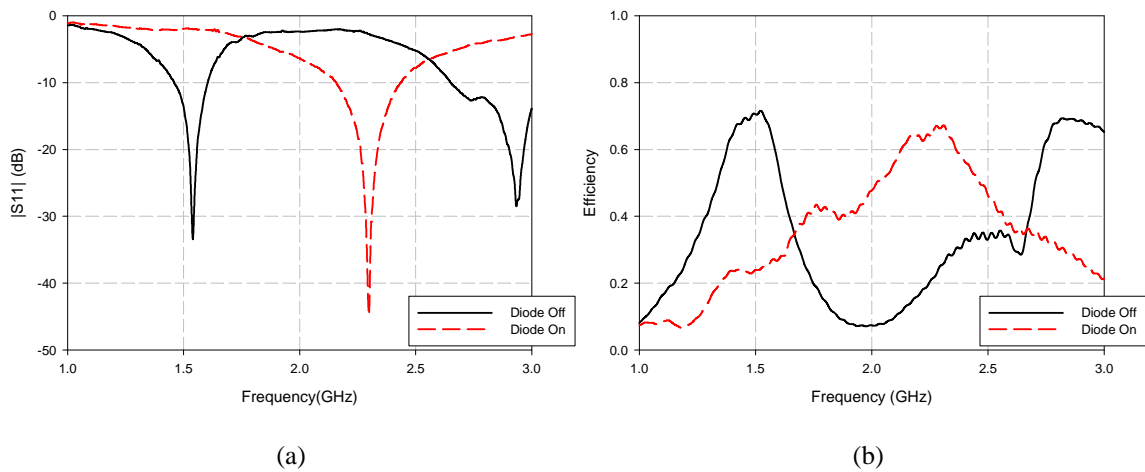 0
-10
-20
-30
-40
-50
|S11| (dB)
1.0 1.5 2.0 2.5 3.0
Frequency(GHz)
Diode Off
Diode On
(a)
1.0
0.8
0.6
0.4
0.2
0.0
Efficiency
1.0 1.5 2.0 2.5 3.0
Frequency (GHz)
Diode Off
Diode On
(b)